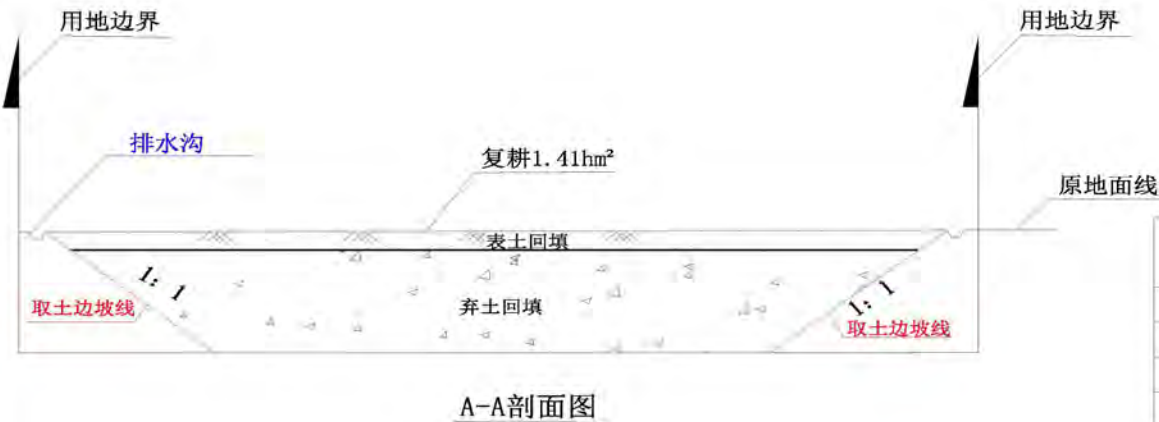 用地边界
用地边界
排水沟
复耕1.41hm²
原地面线
表土回填
1: 1
1: 1
取土边坡线
弃土回填
取土边坡线
A-A剖面图